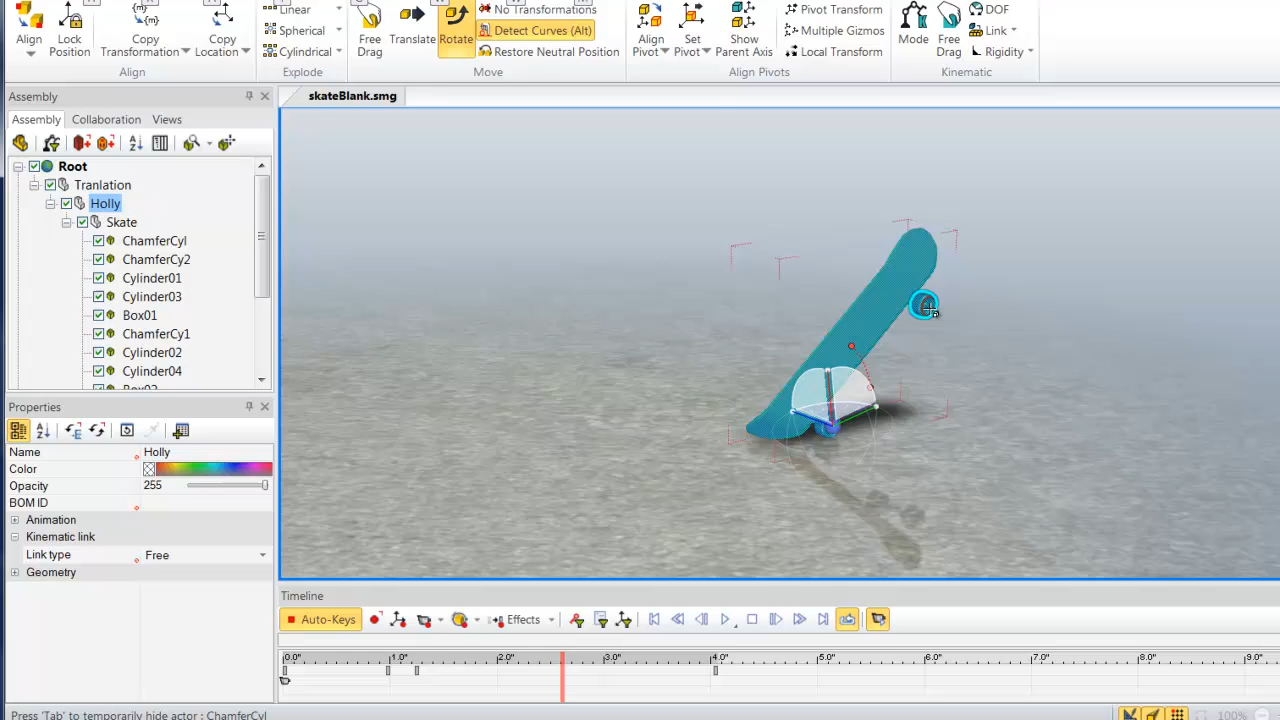 Align
Lock
Position
Copy
Transformation
Copy
Location
Align
Linear
Spherical
Cylindrical
Explode
Free
Drag
Translate
Rotate
No Transformations
Detect Curves (Alt)
Restore Neutral Position
Move
Align
Pivot
Set
Pivot
Show
Parent Axis
Pivot Transform
Multiple Gizmos
Local Transform
Align Pivots
Mode
Free
Drag
DOF
Link
Rigidity
Kinematic
Assembly
skateBlank.smg
Assembly Collaboration Views
Root
Tranlation
Holly
Skate
ChamferCyl
ChamferCy2
Cylinder01
Cylinder03
Box01
ChamferCy1
Cylinder02
Cylinder04
Box02
Properties
Name Holly
Color
Opacity 255
BOM ID
Animation
Kinematic link
Link type Free
Geometry
Timeline
Auto-Keys
Effects
0.0" 1.0" 2.0" 3.0" 4.0" 5.0" 6.0" 7.0" 8.0" 9.0"
Press 'Tab' to temporarily hide actor : ChamferCyl
100%